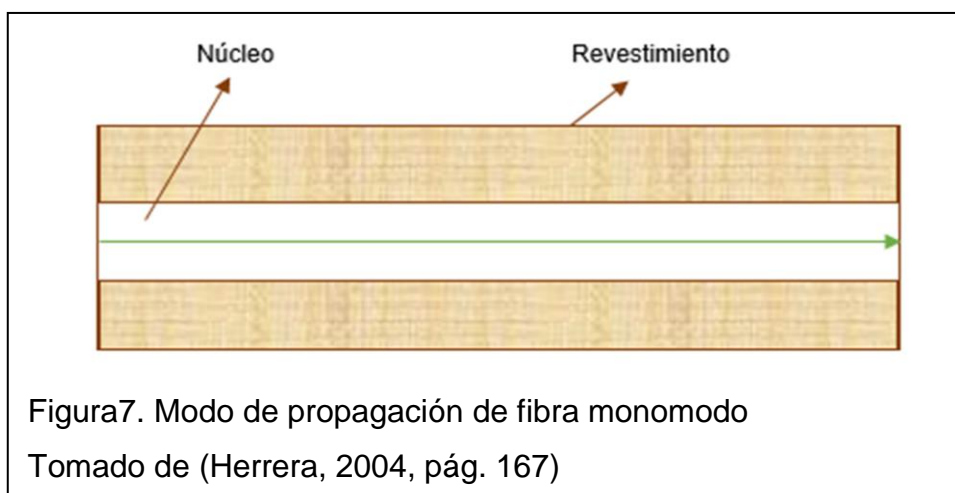 Núcleo
Revestimiento
Figura7. Modo de propagación de fibra monomodo
Tomado de (Herrera, 2004, pág. 167)